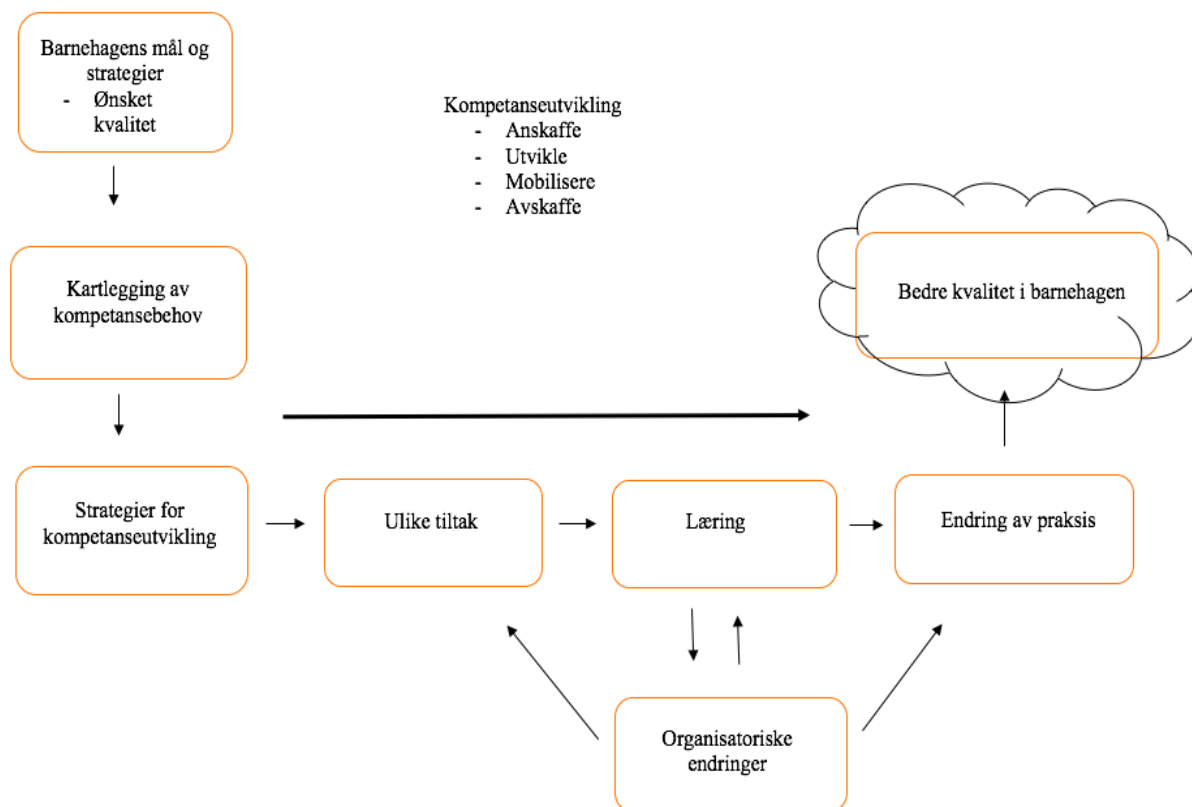 Barnehagens mål og
strategier
- Ønsket
kvalitet
Kompetanseutvikling
- Anskaffe
- Utvikle
- Mobilisere
- Avskaffe
Kartlegging av
kompetansebehov
Bedre kvalitet i barnehagen
Strategier for
kompetanseutvikling
Ulike tiltak
Læring
Endring av praksis
Organisatoriske
endringer